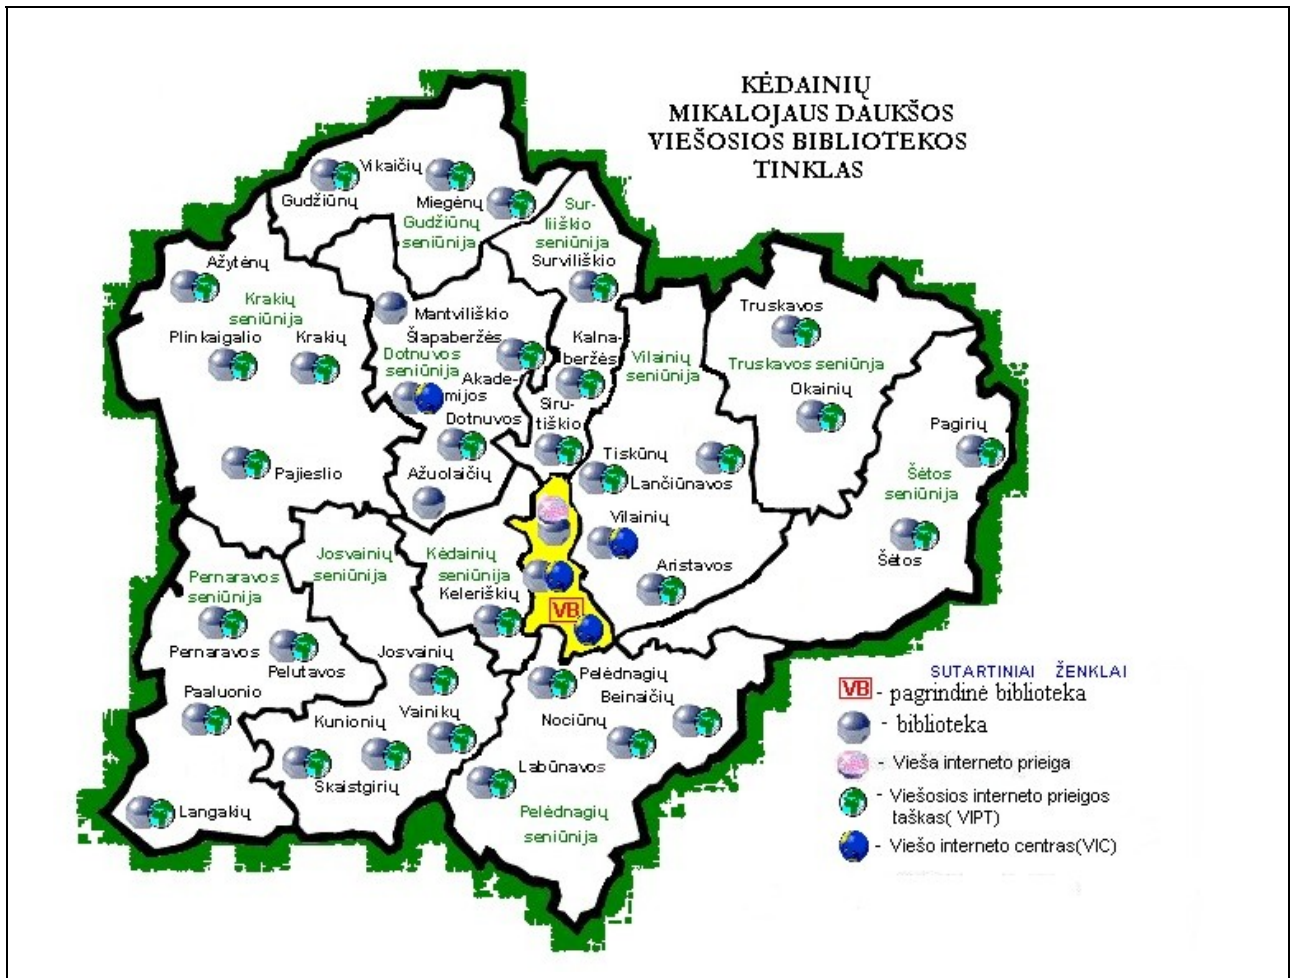 KĖDAINIŲ
MIKALOJAUS DAUKŠOS
VIEŠOSIOS BIBLIOTEKOS
TINKLAS
Vikaičių
Gudžiūnų
Miegėnų
Gudžiūnų
seniūnija
Sur-
liiškio
seniūnija
Surviliškio
Ažytėnų
Krakių
seniūnija
Plinkaigalio
Krakių
Pajieslio
Mantviliškio
Šlapaberžės
Dotnuvos
seniūnija
Akade-
mijos
Dotnuvos
Ažuolaičių
Kalna-
beržės
Siru-
tiškio
Vilainių
seniūnija
Tiskūnų
Lančiūnavos
Vilainių
Aristavos
Truskavos
Truskavos seniūnja
Okainių
Pagirių
Šėtos
seniūnija
Šėtos
Josvainių
seniūnija
Kėdainių
seniūnija
Keleriškių
VB
Pernaravos
seniūnija
Pernaravos
Pelutavos
Paaluonio
Langakių
Josvainių
Vainikų
Kunionių
Skaistgirių
Pelėdnagių
Beinaičių
Nociūnų
Labūnavos
Pelėdnagių
seniūnija
SUTARTINIAI ŽENKLAI
VB - pagrindinė biblioteka
- biblioteka
- Vieša interneto prieiga
- Viešosios interneto prieigos
taškas( VIPT)
- Viešo interneto centras(VIC)